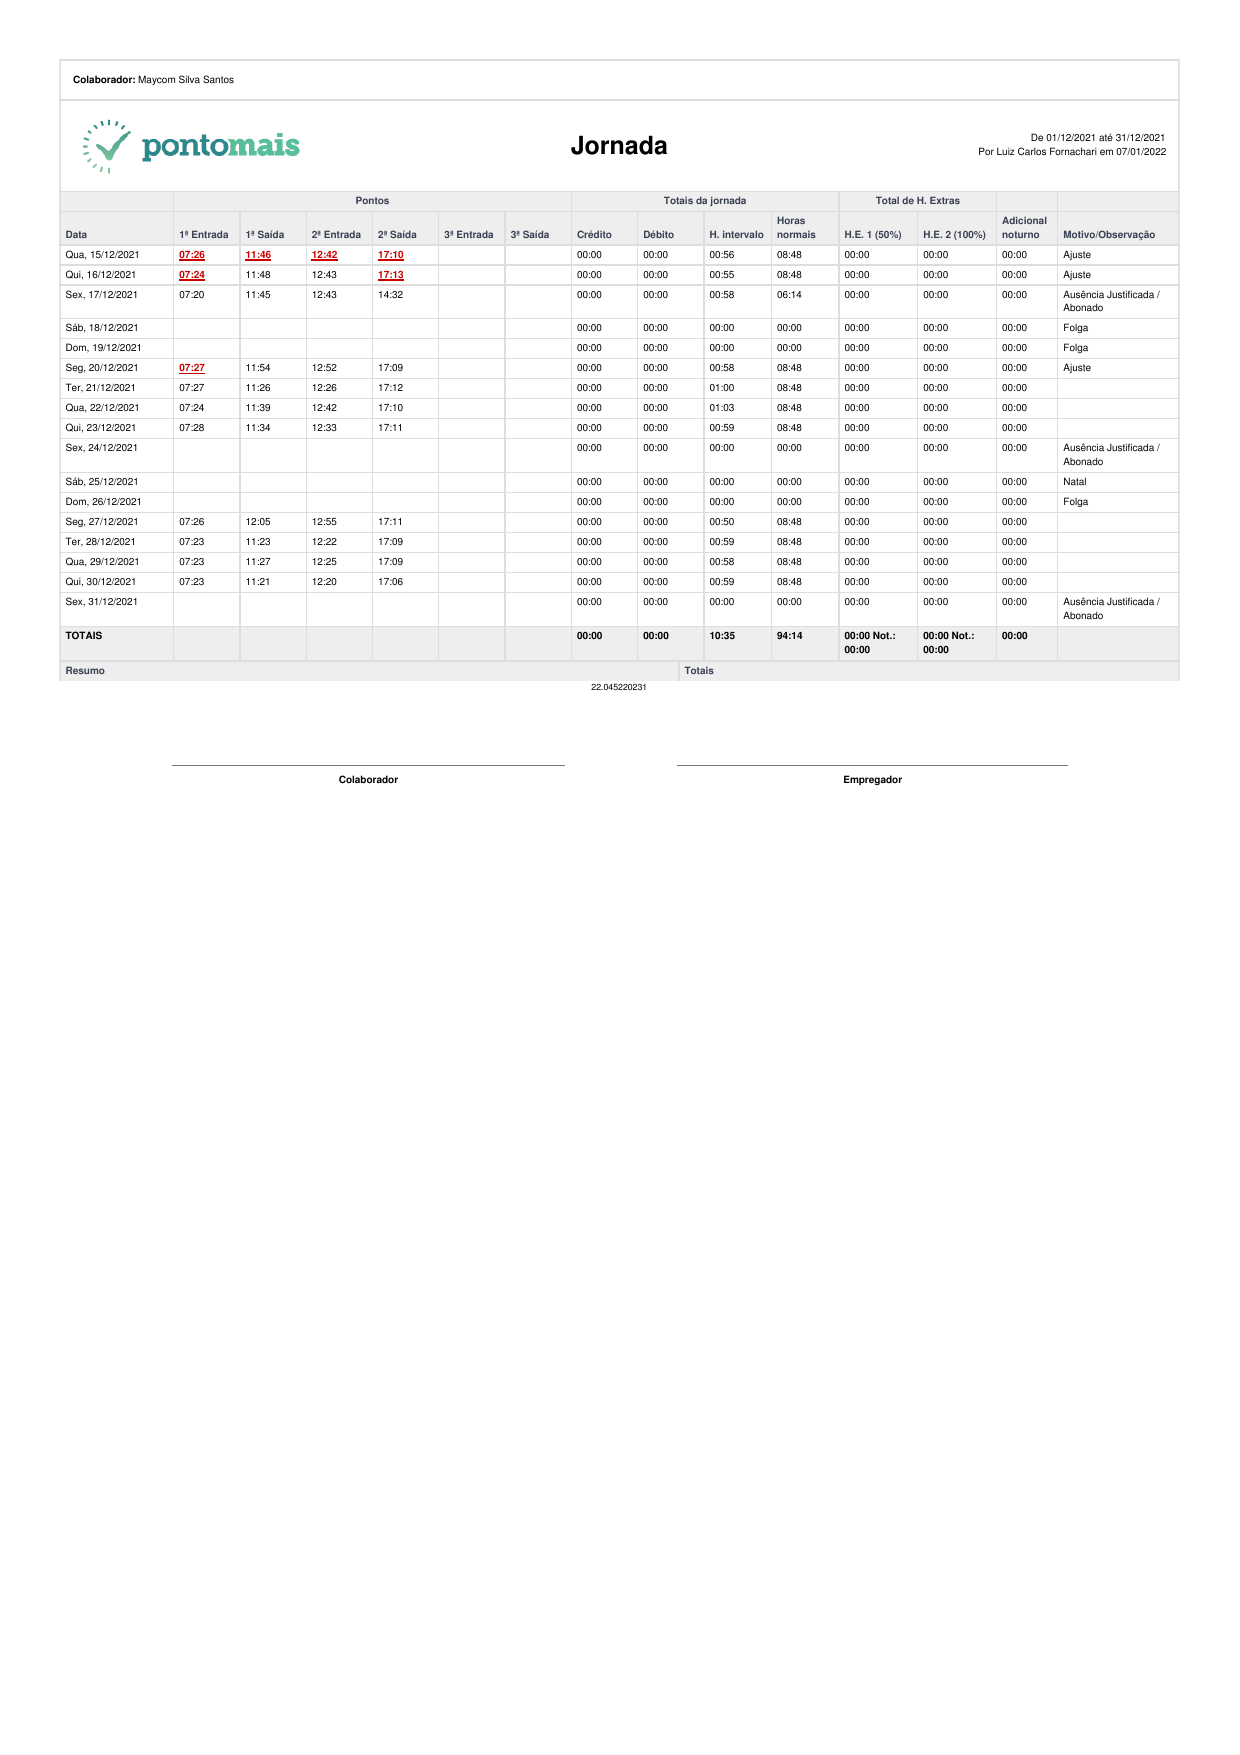 Colaborador: Maycom Silva Santos
pontomais
Jornada
De 01/12/2021 até 31/12/2021
Por Luiz Carlos Fornachari em 07/01/2022
Pontos Totais da jornada Total de H. Extras
Data 1ª Entrada 1ª Saída 2ª Entrada 2ª Saída 3ª Entrada 3ª Saída Crédito Débito H. intervalo Horas normais H.E. 1 (50%) H.E. 2 (100%) Adicional noturno Motivo/Observação
Qua, 15/12/2021 07:26 11:46 12:42 17:10 00:00 00:00 00:56 08:48 00:00 00:00 00:00 Ajuste
Qui, 16/12/2021 07:24 11:48 12:43 17:13 00:00 00:00 00:55 08:48 00:00 00:00 00:00 Ajuste
Sex, 17/12/2021 07:20 11:45 12:43 14:32 00:00 00:00 00:58 06:14 00:00 00:00 00:00 Ausência Justificada /
Abonado
Sáb, 18/12/2021 00:00 00:00 00:00 00:00 00:00 00:00 00:00 Folga
Dom, 19/12/2021 00:00 00:00 00:00 00:00 00:00 00:00 00:00 Folga
Seg, 20/12/2021 07:27 11:54 12:52 17:09 00:00 00:00 00:58 08:48 00:00 00:00 00:00 Ajuste
Ter, 21/12/2021 07:27 11:26 12:26 17:12 00:00 00:00 01:00 08:48 00:00 00:00 00:00
Qua, 22/12/2021 07:24 11:39 12:42 17:10 00:00 00:00 01:03 08:48 00:00 00:00 00:00
Qui, 23/12/2021 07:28 11:34 12:33 17:11 00:00 00:00 00:59 08:48 00:00 00:00 00:00
Sex, 24/12/2021 00:00 00:00 00:00 00:00 00:00 00:00 00:00 Ausência Justificada /
Abonado
Sáb, 25/12/2021 00:00 00:00 00:00 00:00 00:00 00:00 00:00 Natal
Dom, 26/12/2021 00:00 00:00 00:00 00:00 00:00 00:00 00:00 Folga
Seg, 27/12/2021 07:26 12:05 12:55 17:11 00:00 00:00 00:50 08:48 00:00 00:00 00:00
Ter, 28/12/2021 07:23 11:23 12:22 17:09 00:00 00:00 00:59 08:48 00:00 00:00 00:00
Qua, 29/12/2021 07:23 11:27 12:25 17:09 00:00 00:00 00:58 08:48 00:00 00:00 00:00
Qui, 30/12/2021 07:23 11:21 12:20 17:06 00:00 00:00 00:59 08:48 00:00 00:00 00:00
Sex, 31/12/2021 00:00 00:00 00:00 00:00 00:00 00:00 00:00 Ausência Justificada /
Abonado
TOTAIS 00:00 00:00 10:35 94:14 00:00 Not.: 00:00 Not.: 00:00
00:00 00:00
Resumo Totais
22.045220231
Colaborador Empregador